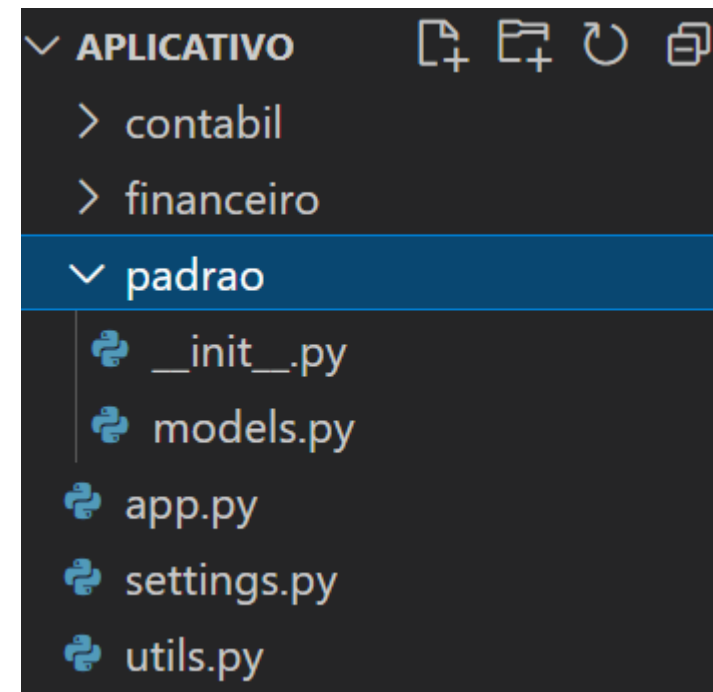 APLICATIVO
contabil
financeiro
padrao
__init__.py
models.py
app.py
settings.py
utils.py